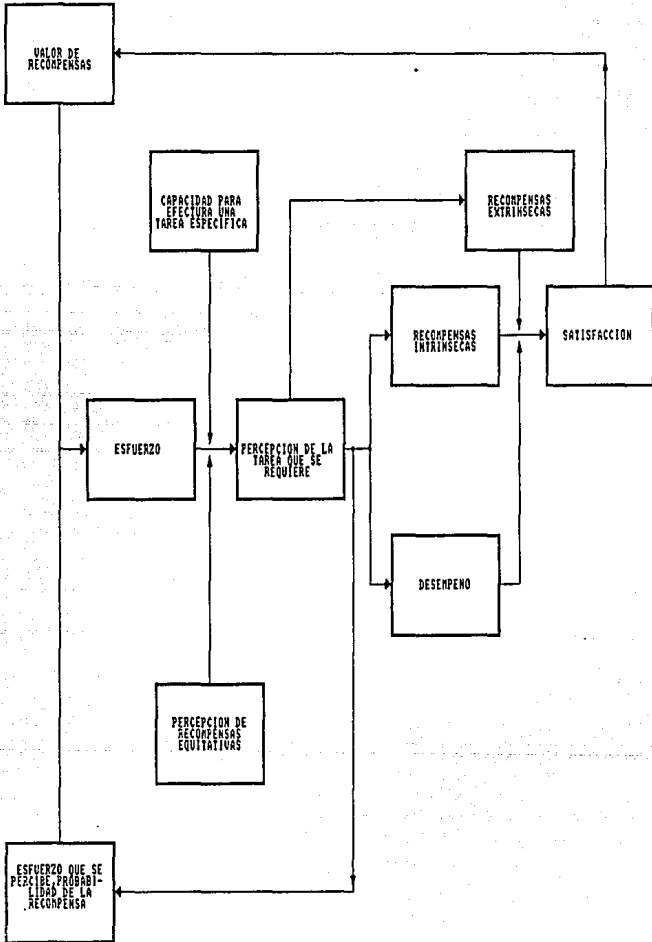 VALOR DE
RECOMPENSAS
CAPACIDAD PARA
EFECTURA UNA
TAREA ESPECIFICA
RECOMPENSAS
EXTRINSECAS
RECOMPENSAS
INTRINSECAS
SATISFACCION
ESFUERZO
PERCEPCION DE LA
TAREA QUE SE
REQUIERE
DESEMPENO
PERCEPCION DE
RECOMPENSAS
EQUITATIVAS
ESFUERZO QUE SE
PERCIBE,PROBABI-
LIDAD DE LA
RECOMPENSA